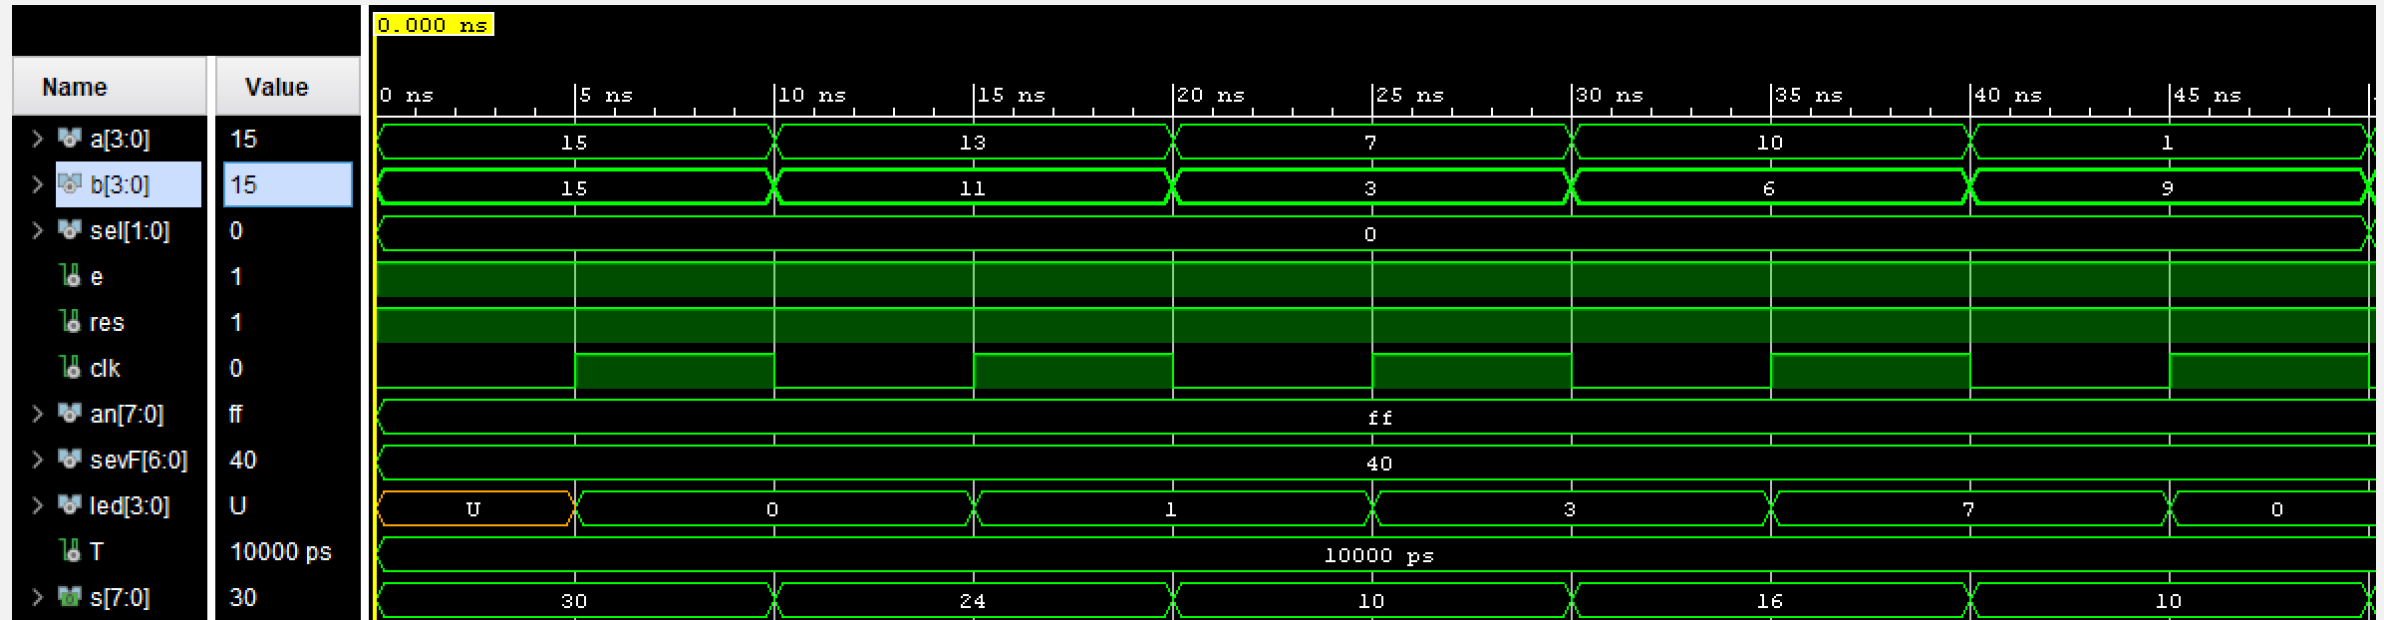 0.000 ns
Name Value 0 ns 5 ns 10 ns 15 ns 20 ns 25 ns 30 ns 35 ns 40 ns 45 ns
a[3:0] 15 15 13 7 10 1
b[3:0] 15 15 11 3 6 9
sel[1:0] 0 0
e 1
res 1
clk 0
an[7:0] ff ff
sevF[6:0] 40 40
led[3:0] U U 0 1 3 7 0
T 10000 ps 10000 ps
s[7:0] 30 30 24 10 16 10